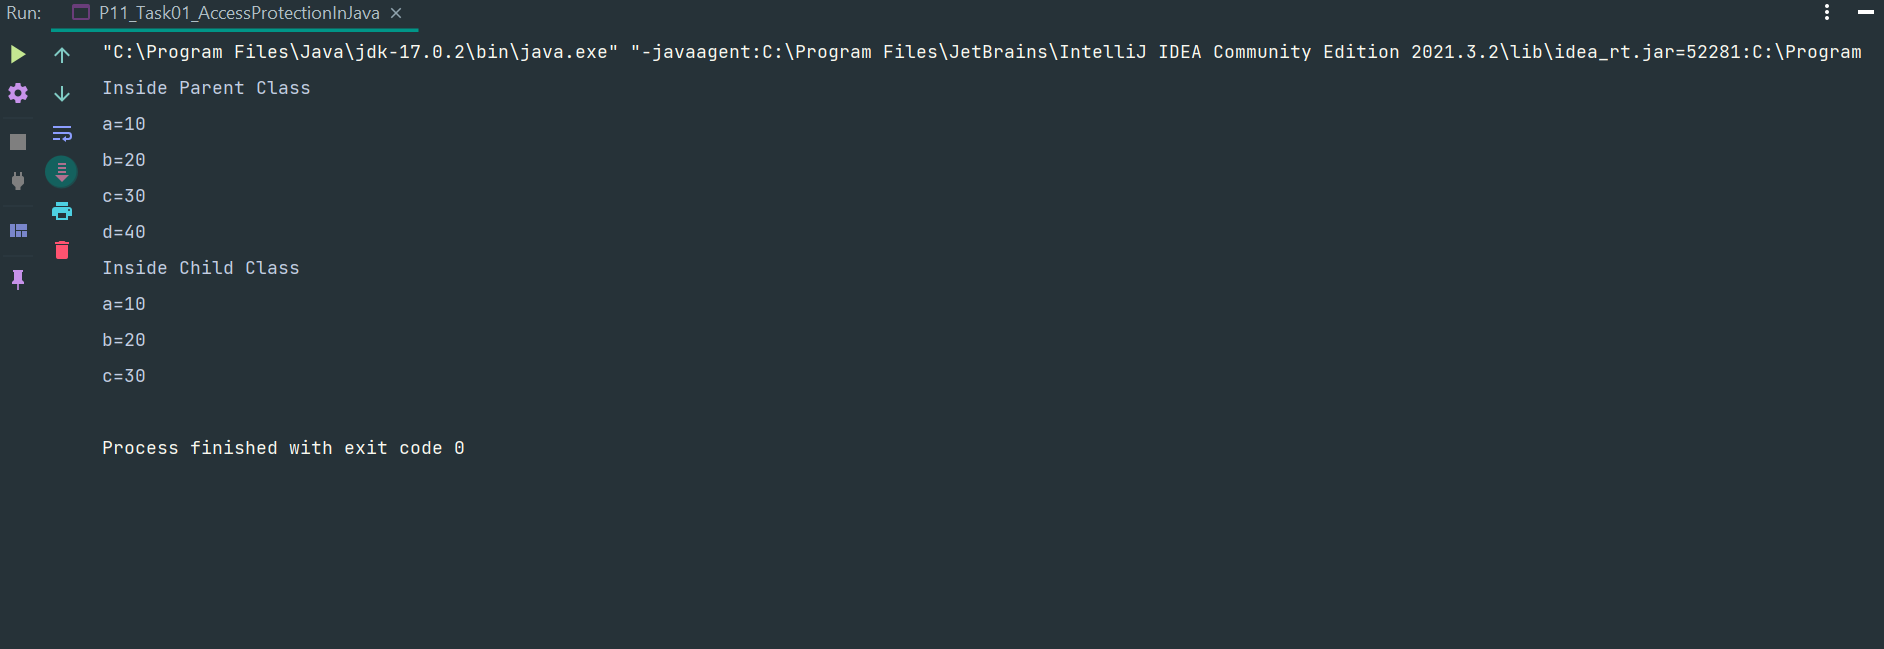 Run: P11_Task01_AccessProtectionInJava
"C:\Program Files\Java\jdk-17.0.2\bin\java.exe" "-javaagent:C:\Program Files\JetBrains\IntelliJ IDEA Community Edition 2021.3.2\lib\idea_rt.jar=52281:C:\Program
Inside Parent Class
a=10
b=20
c=30
d=40
Inside Child Class
a=10
b=20
c=30
Process finished with exit code 0